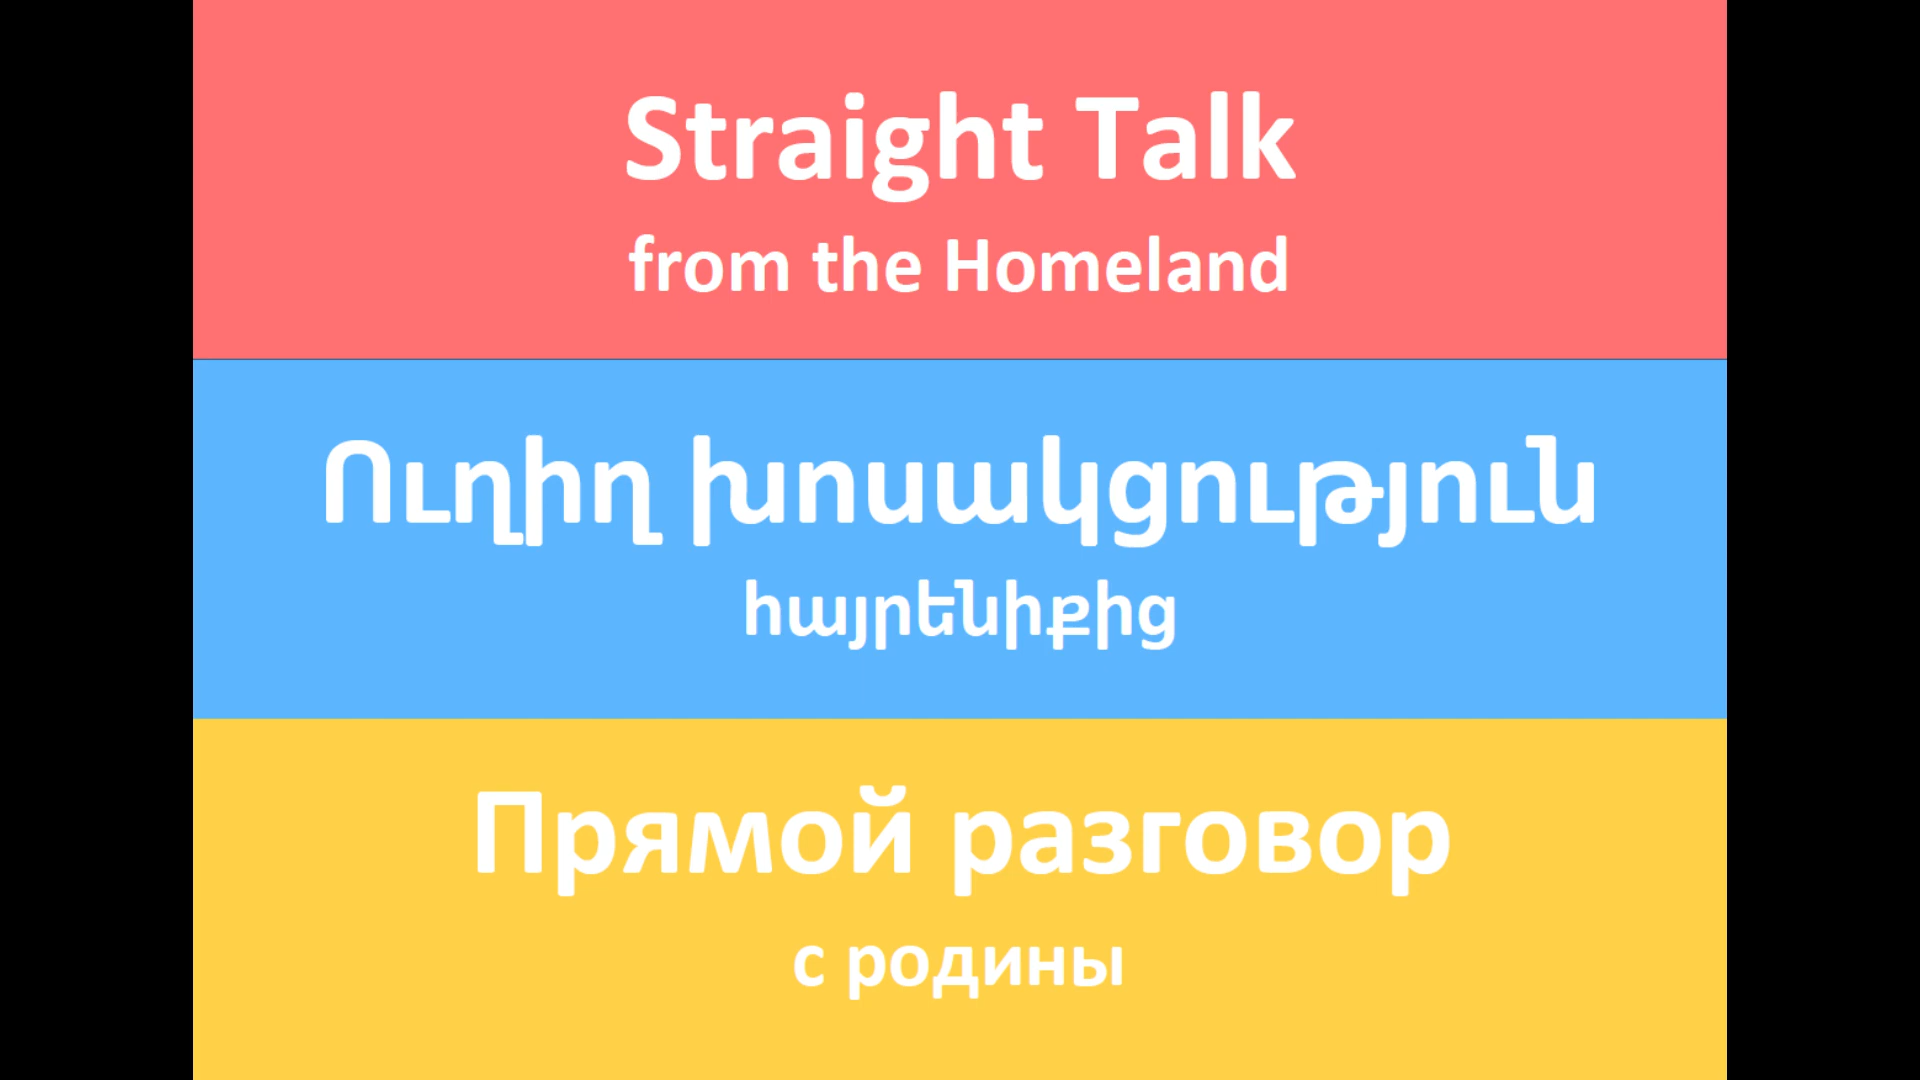 Straight Talk
from the Homeland
Ուղիղ խոսակցություն
հայրենիքից
Прямой разговор
с родины